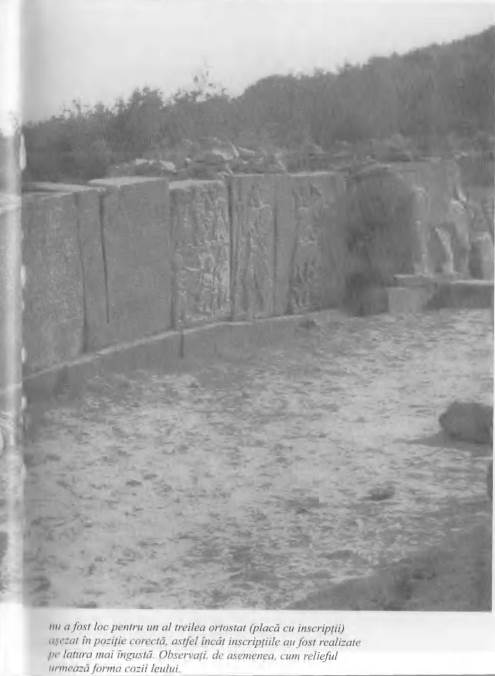 nu a fost loc pentru un al treilea ortostat (placă cu inscripții)
așezat în poziție corectă, astfel încât inscripțiile au fost realizate
pe latura mai îngustă. Observați, de asemenea, cum relieful
urmează forma cozii leului.